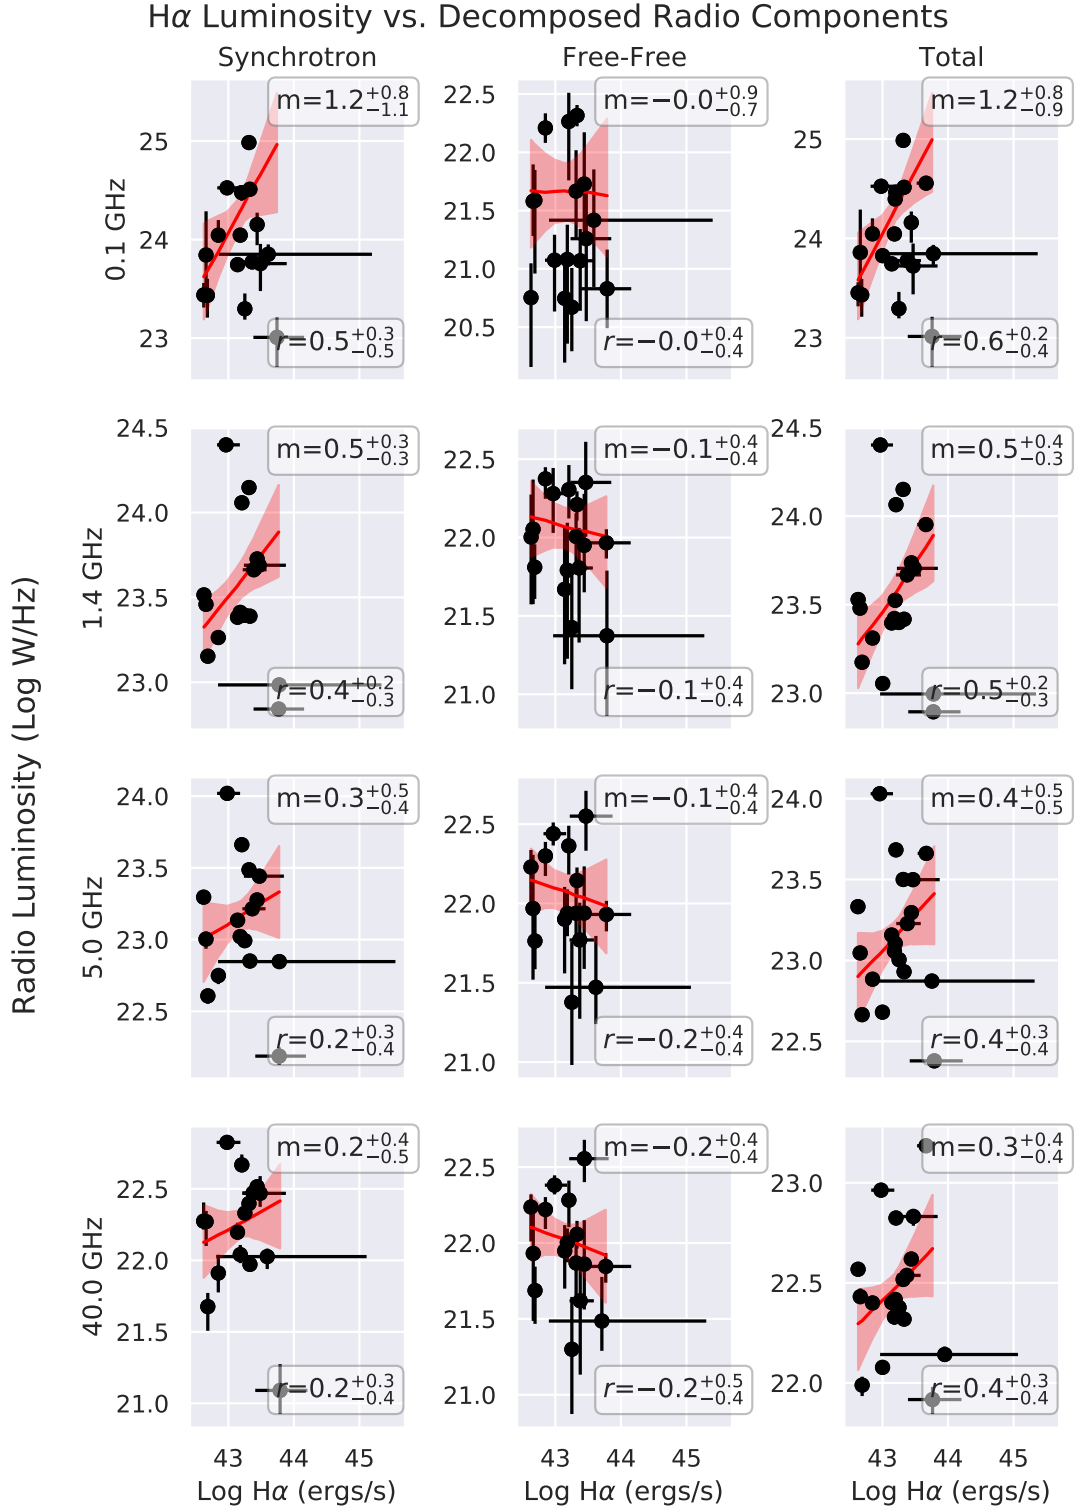 Hα Luminosity vs. Decomposed Radio Components
Synchrotron Free-Free Total
Radio Luminosity (Log W/Hz)
0.1 GHz
25
24
23
m=1.2+0.8−1.1
r=0.5+0.3−0.5
22.5
22.0
21.5
21.0
20.5
m=−0.0+0.9−0.7
r=−0.0+0.4−0.4
25
24
23
m=1.2+0.8−0.9
r=0.6+0.2−0.4
1.4 GHz
24.5
24.0
23.5
23.0
m=0.5+0.3−0.3
r=0.4+0.2−0.3
22.5
22.0
21.5
21.0
m=−0.1+0.4−0.4
r=−0.1+0.4−0.4
24.5
24.0
23.5
23.0
m=0.5+0.4−0.3
r=0.5+0.2−0.3
5.0 GHz
24.0
23.5
23.0
22.5
m=0.3+0.5−0.4
r=0.2+0.3−0.4
22.5
22.0
21.5
21.0
m=−0.1+0.4−0.4
r=−0.2+0.4−0.4
24.0
23.5
23.0
22.5
m=0.4+0.5−0.5
r=0.4+0.3−0.4
40.0 GHz
22.5
22.0
21.5
21.0
m=0.2+0.4−0.5
r=0.2+0.3−0.4
22.5
22.0
21.5
21.0
m=−0.2+0.4−0.4
r=−0.2+0.5−0.4
23.0
22.5
22.0
m=0.3+0.4−0.4
r=0.4+0.3−0.4
43 44 45 43 44 45 43 44 45
Log Hα (ergs/s) Log Hα (ergs/s) Log Hα (ergs/s)